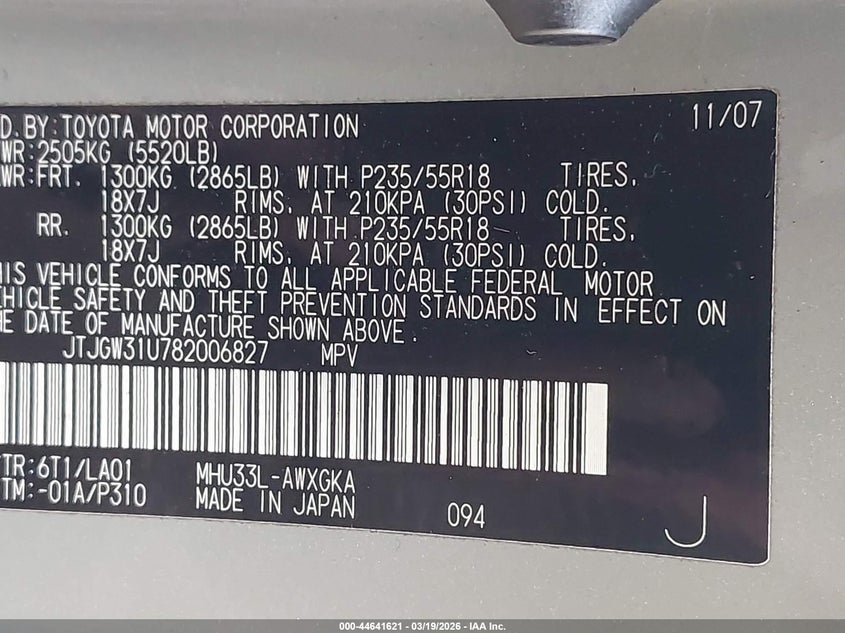 D.BY:TOYOTA MOTOR CORPORATION 11/07
WR:2505KG (5520LB)
WR:FRT. 1300KG (2865LB) WITH P235/55R18 TIRES,
18X7J RIMS, AT 210KPA (30PSI) COLD.
RR. 1300KG (2865LB) WITH P235/55R18 TIRES,
18X7J RIMS, AT 210KPA (30PSI) COLD.
HIS VEHICLE CONFORMS TO ALL APPLICABLE FEDERAL MOTOR
EHICLE SAFETY AND THEFT PREVENTION STANDARDS IN EFFECT ON
HE DATE OF MANUFACTURE SHOWN ABOVE.
JTJGW31U782006827 MPV
TR:6T1/LA01 MHU33L-AWXGKA
TM:-01A/P310 MADE IN JAPAN 094 J
000-44641621 - 03/19/2026 - IAA Inc.